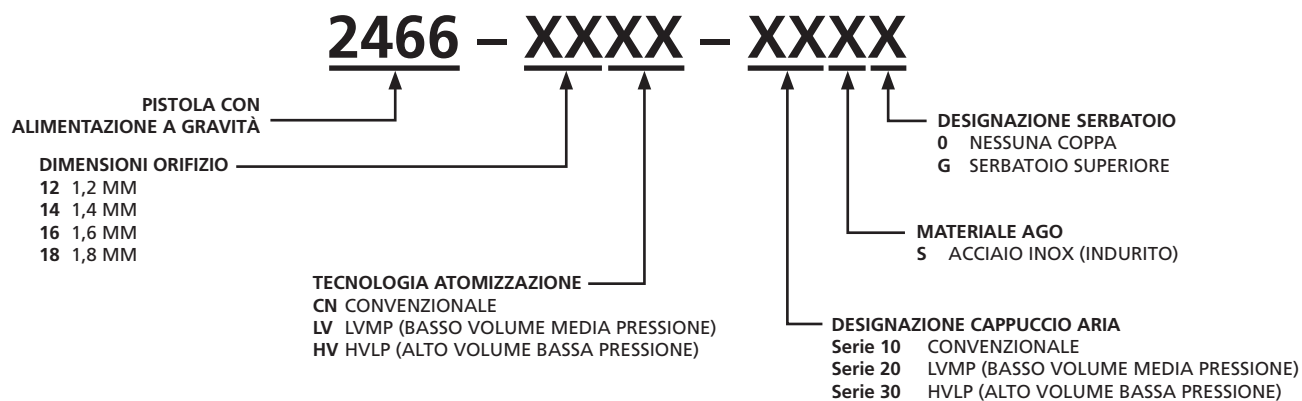 2466 – XXXX – XXXX
PISTOLA CON
ALIMENTAZIONE A GRAVITÀ
DIMENSIONI ORIFIZIO
12 1,2 MM
14 1,4 MM
16 1,6 MM
18 1,8 MM
TECNOLOGIA ATOMIZZAZIONE
CN CONVENZIONALE
LV LVMP (BASSO VOLUME MEDIA PRESSIONE)
HV HVLP (ALTO VOLUME BASSA PRESSIONE)
DESIGNAZIONE SERBATOIO
0 NESSUNA COPPA
G SERBATOIO SUPERIORE
MATERIALE AGO
S ACCIAIO INOX (INDURITO)
DESIGNAZIONE CAPPUCCIO ARIA
Serie 10 CONVENZIONALE
Serie 20 LVMP (BASSO VOLUME MEDIA PRESSIONE)
Serie 30 HVLP (ALTO VOLUME BASSA PRESSIONE)